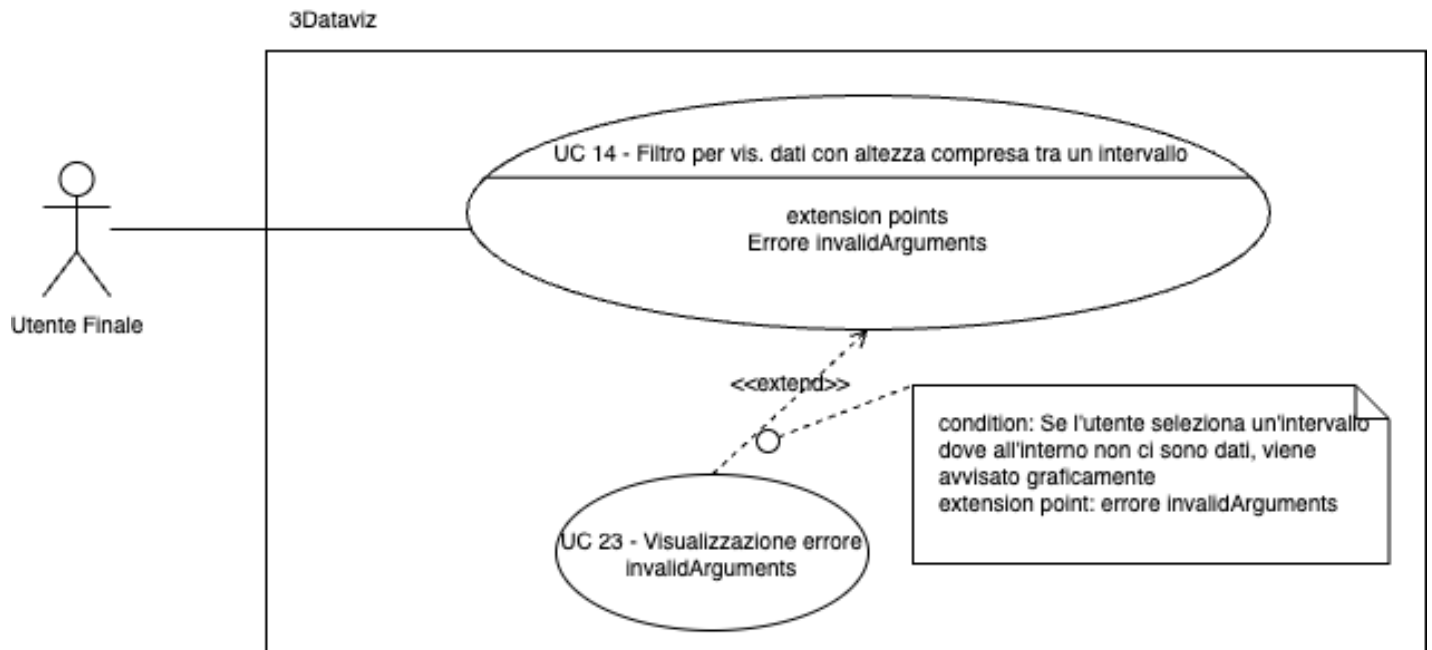 3Dataviz
UC 14 - Filtro per vis. dati con altezza compresa tra un intervallo
extension points
Errore invalidArguments
Utente Finale
<<extend>>
condition: Se l'utente seleziona un'intervallo
dove all'interno non ci sono dati, viene
avvisato graficamente
extension point: errore invalidArguments
UC 23 - Visualizzazione errore
invalidArguments